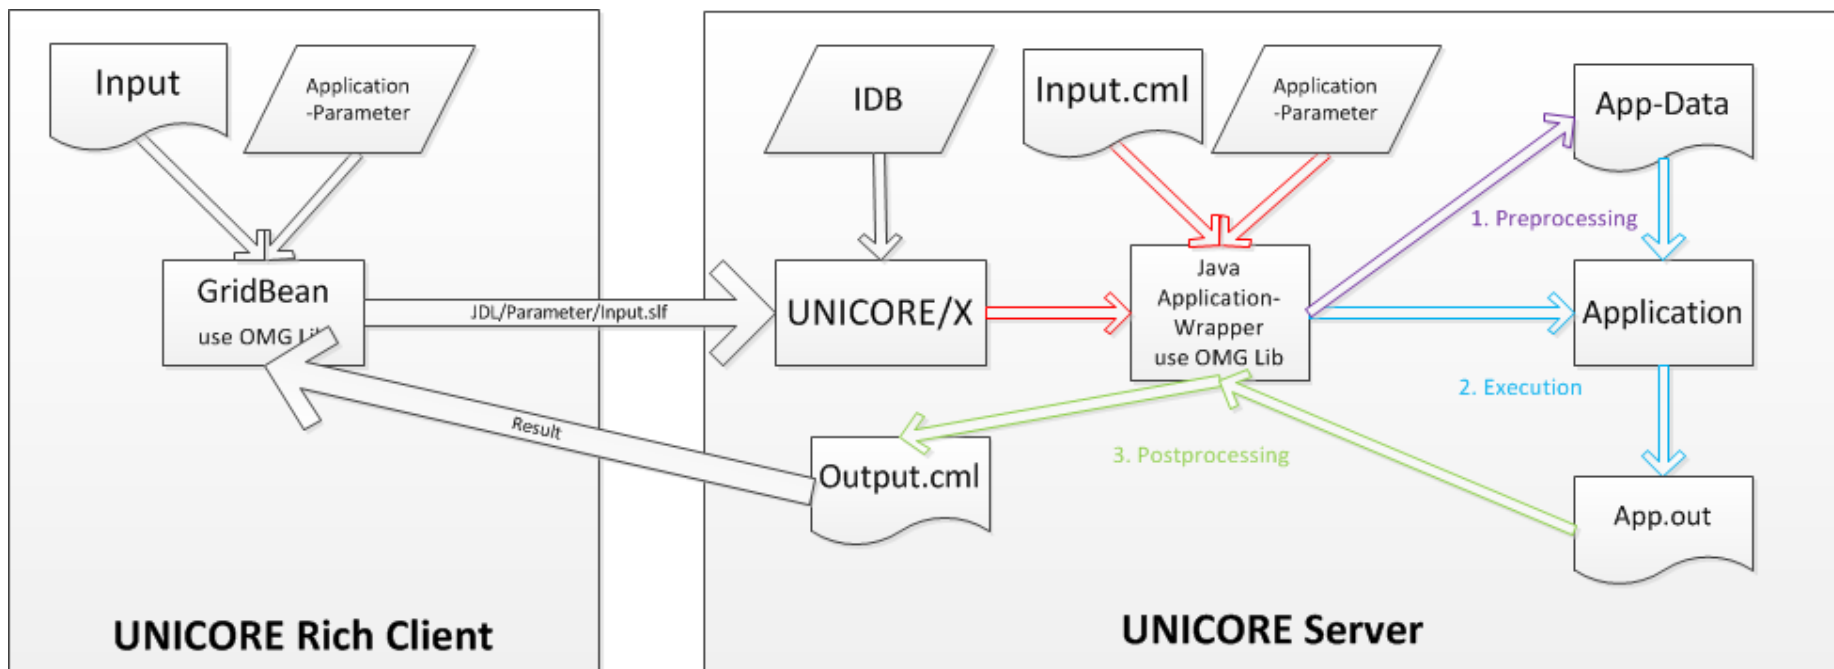 Input
Application
-Parameter
GridBean
use OMG Lib
JDL/Parameter/Input.slf
Result
UNICORE Rich Client
IDB
UNICORE/X
Input.cml
Application
-Parameter
Java
Application-
Wrapper
use OMG Lib
App-Data
1. Preprocessing
Application
2. Execution
3. Postprocessing
Output.cml
App.out
UNICORE Server